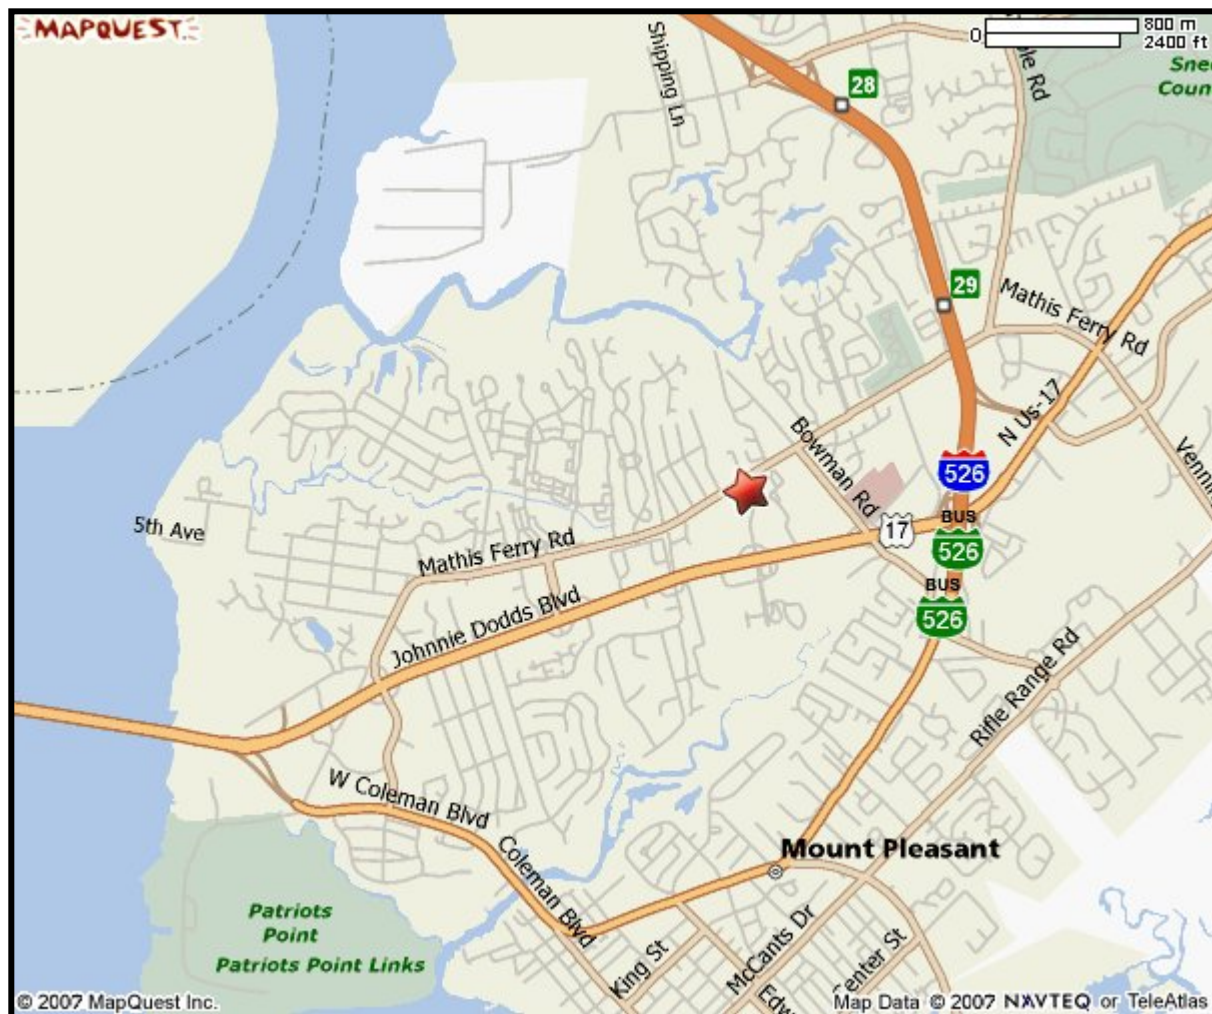 MAPQUEST
800 m
0
2400 ft
Shipping Ln
Sne
Coun
28
29
Mathis Ferry Rd
N Us-17
Bowman Rd
Venni
526
17
BUS
526
BUS
526
5th Ave
Mathis Ferry Rd
Johnnie Dodds Blvd
Rifle Range Rd
W Coleman Blvd
Coleman Blvd
Mount Pleasant
Patriots
Point
Patriots Point Links
King St
McCants Dr
Center St
Edw
© 2007 MapQuest Inc.
Map Data © 2007 NAVTEQ or TeleAtlas